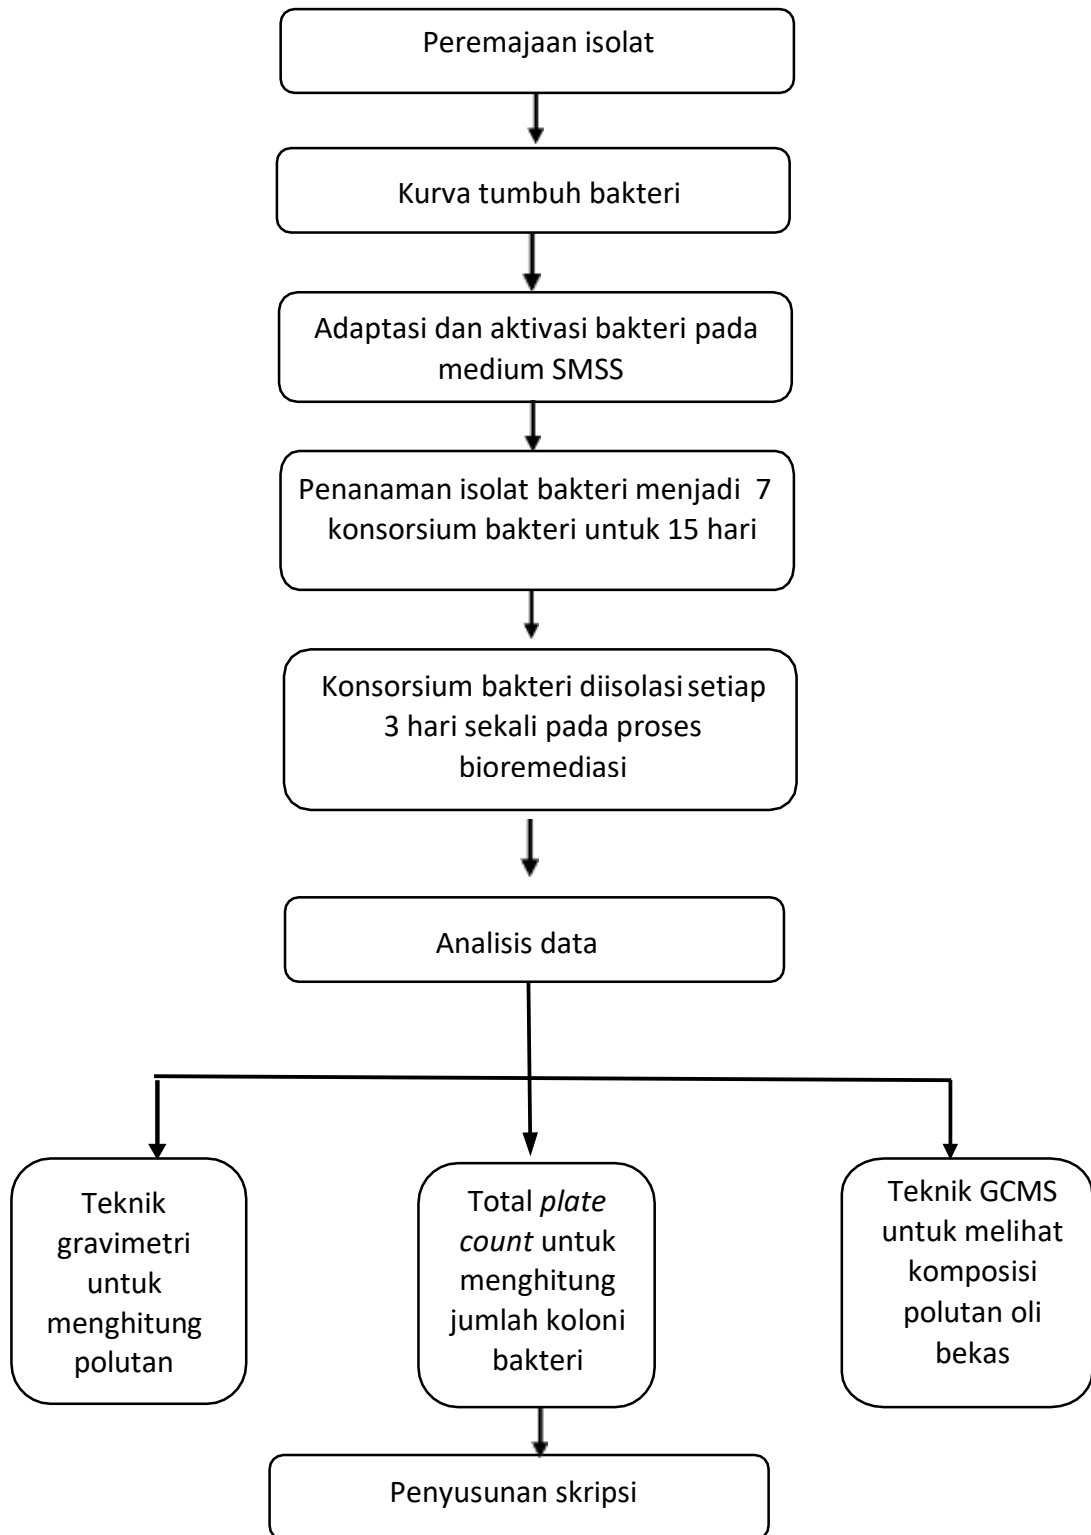 Peremajaan isolat
Kurva tumbuh bakteri
Adaptasi dan aktivasi bakteri pada
medium SMSS
Penanaman isolat bakteri menjadi 7
konsorsium bakteri untuk 15 hari
Konsorsium bakteri diisolasi setiap
3 hari sekali pada proses
bioremediasi
Analisis data
Teknik
gravimetri
untuk
menghitung
polutan
Total plate
count untuk
menghitung
jumlah koloni
bakteri
Teknik GCMS
untuk melihat
komposisi
polutan oli
bekas
Penyusunan skripsi